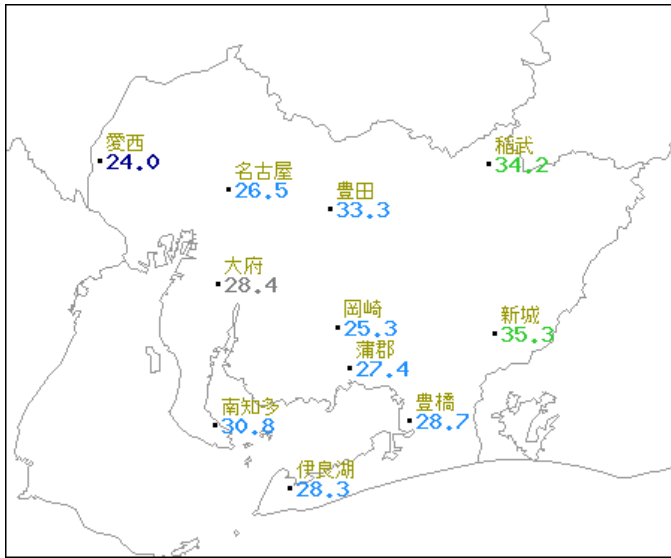 愛西
24.0
稲武
34.2
名古屋
26.5
豊田
33.3
大府
28.4
岡崎
25.3
新城
35.3
蒲郡
27.4
南知多
30.8
豊橋
28.7
伊良湖
28.3